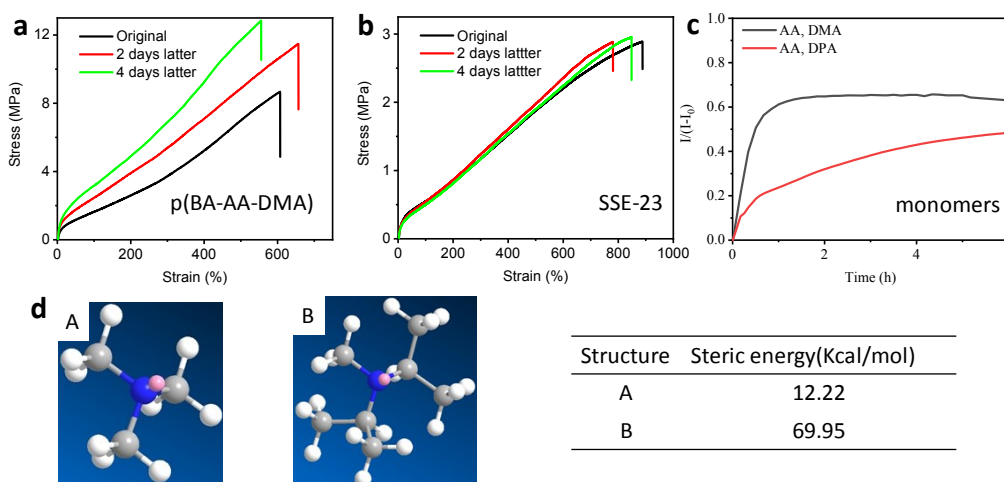 a
Stress (MPa)
12
8
4
0
Original
2 days latter
4 days latter
p(BA-AA-DMA)
0 200 400 600
Strain (%)
b
Stress (MPa)
3
2
1
0
Original
2 days lattter
4 days lattter
SSE-23
0 200 400 600 800 1000
Strain (%)
c
I/(I-I₀)
1.0
0.8
0.6
0.4
0.2
0.0
AA, DMA
AA, DPA
monomers
0 2 4
Time (h)
d
A
B
Structure Steric energy(Kcal/mol)
A 12.22
B 69.95